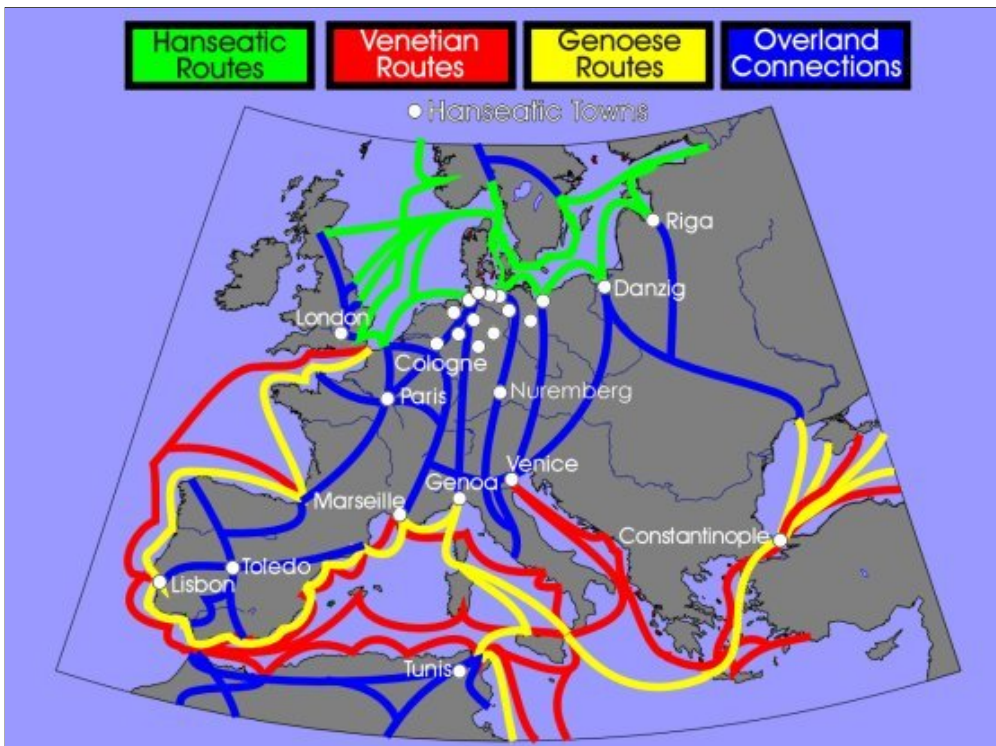 Hanseatic
Routes
Venetian
Routes
Genoese
Routes
Overland
Connections
Hanseatic Towns
Riga
Danzig
London
Cologne
Paris
Nuremberg
Venice
Genoa
Marseille
Constantinople
Toledo
Lisbon
Tunis